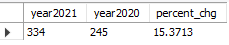 year2021 year2020 percent_chg
334 245 15.3713